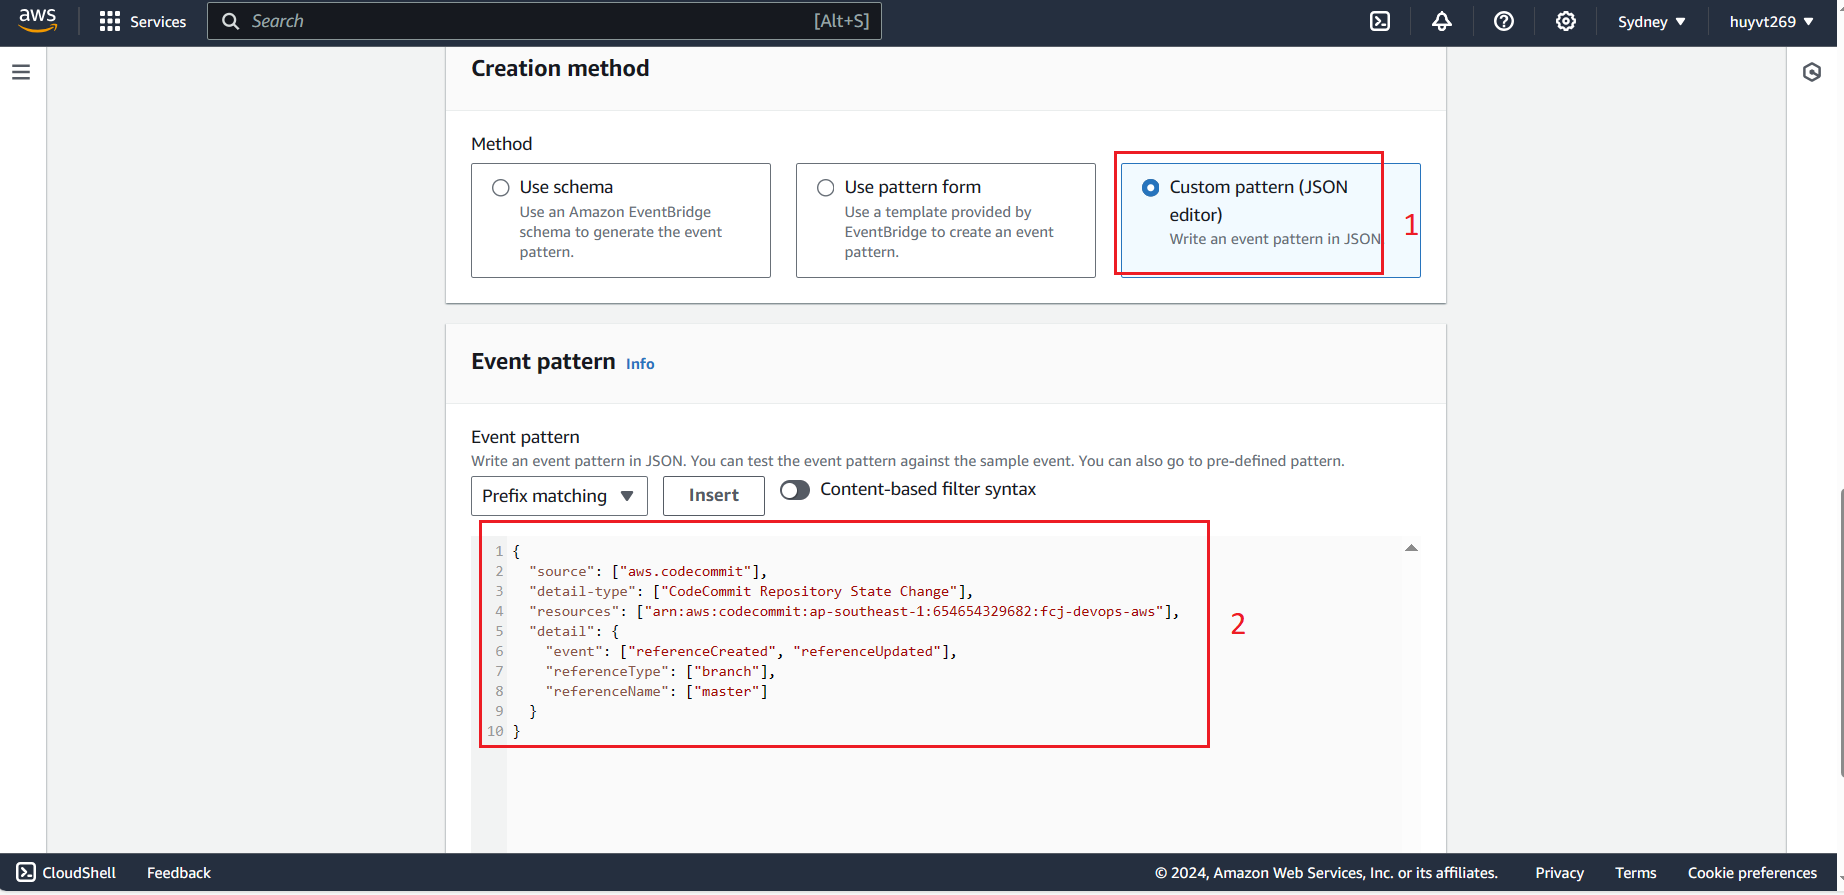 aws
Services
Search
[Alt+S]
Sydney ▼
huyvt269 ▼
Creation method
Method
Use schema
Use an Amazon EventBridge
schema to generate the event
pattern.
Use pattern form
Use a template provided by
EventBridge to create an event
pattern.
Custom pattern (JSON
editor)
Write an event pattern in JSON
1
Event pattern Info
Event pattern
Write an event pattern in JSON. You can test the event pattern against the sample event. You can also go to pre-defined pattern.
Prefix matching ▼
Insert
Content-based filter syntax
1 {
2   "source": ["aws.codecommit"],
3   "detail-type": ["CodeCommit Repository State Change"],
4   "resources": ["arn:aws:codecommit:ap-southeast-1:654654329682:fcj-devops-aws"],
5   "detail": {
6     "event": ["referenceCreated", "referenceUpdated"],
7     "referenceType": ["branch"],
8     "referenceName": ["master"]
9   }
10 }
2
CloudShell
Feedback
© 2024, Amazon Web Services, Inc. or its affiliates.
Privacy
Terms
Cookie preferences